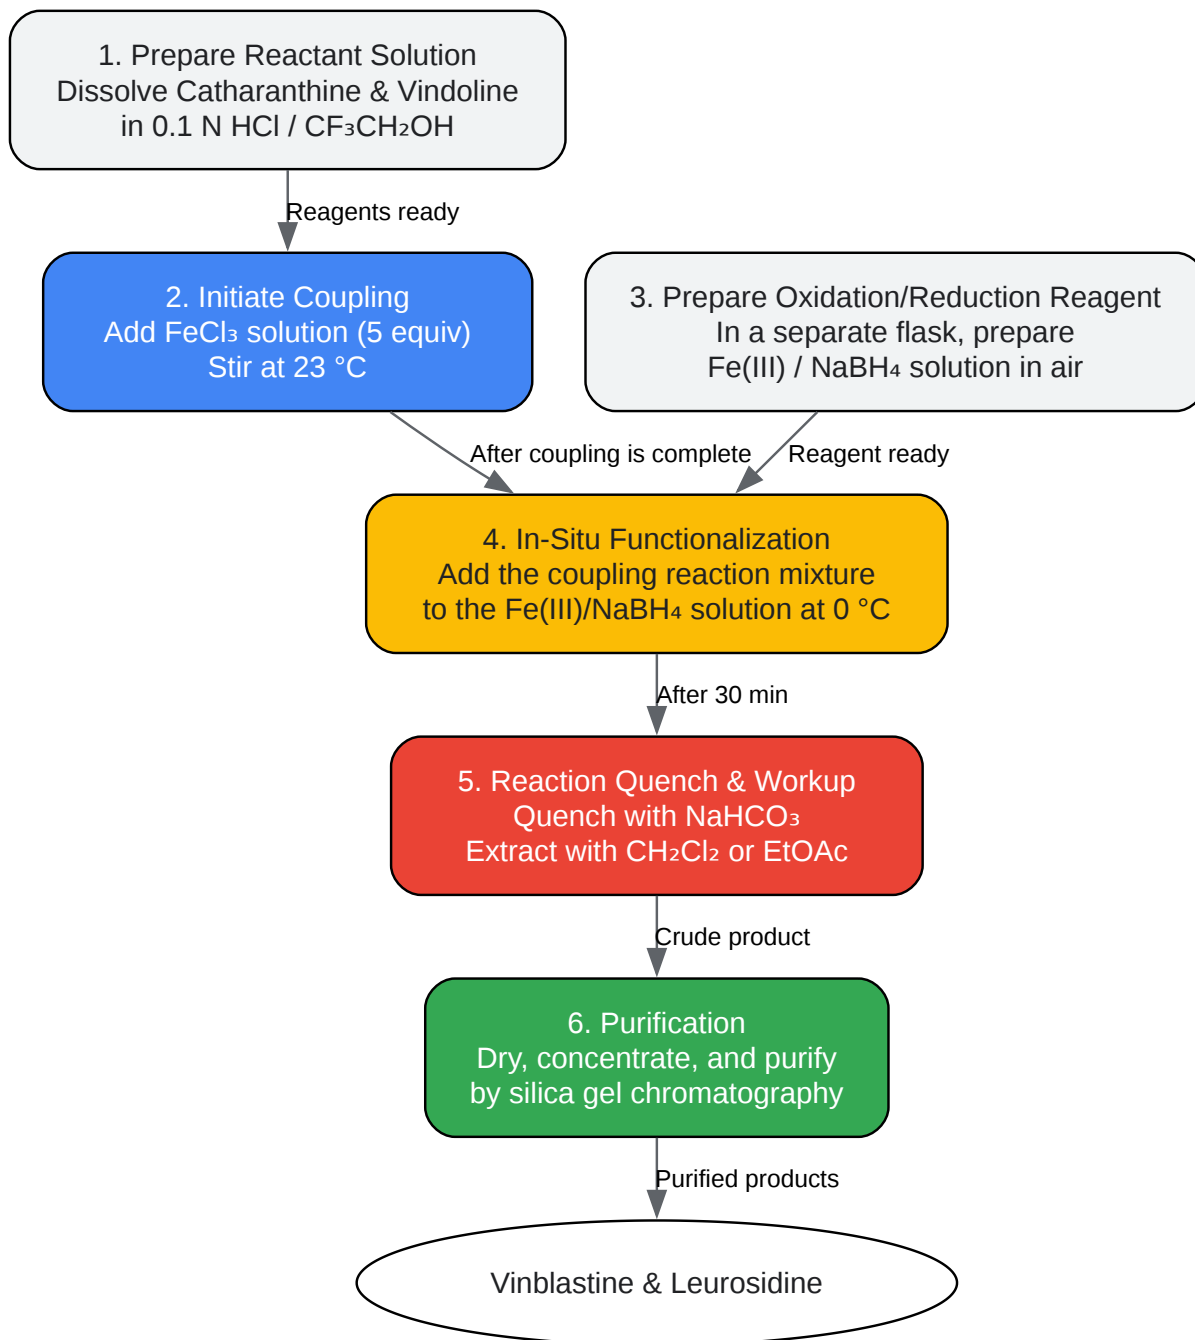 1. Prepare Reactant Solution
Dissolve Catharanthine & Vindoline
in 0.1 N HCl / CF₃CH₂OH
Reagents ready
2. Initiate Coupling
Add FeCl₃ solution (5 equiv)
Stir at 23 °C
3. Prepare Oxidation/Reduction Reagent
In a separate flask, prepare
Fe(III) / NaBH₄ solution in air
After coupling is complete
Reagent ready
4. In-Situ Functionalization
Add the coupling reaction mixture
to the Fe(III)/NaBH₄ solution at 0 °C
After 30 min
5. Reaction Quench & Workup
Quench with NaHCO₃
Extract with CH₂Cl₂ or EtOAc
Crude product
6. Purification
Dry, concentrate, and purify
by silica gel chromatography
Purified products
Vinblastine & Leurosidine